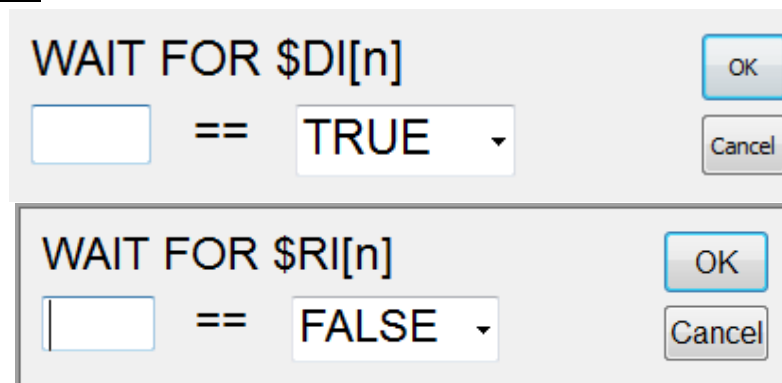 WAIT FOR $DI[n]
OK
== TRUE
Cancel
WAIT FOR $RI[n]
OK
== FALSE
Cancel